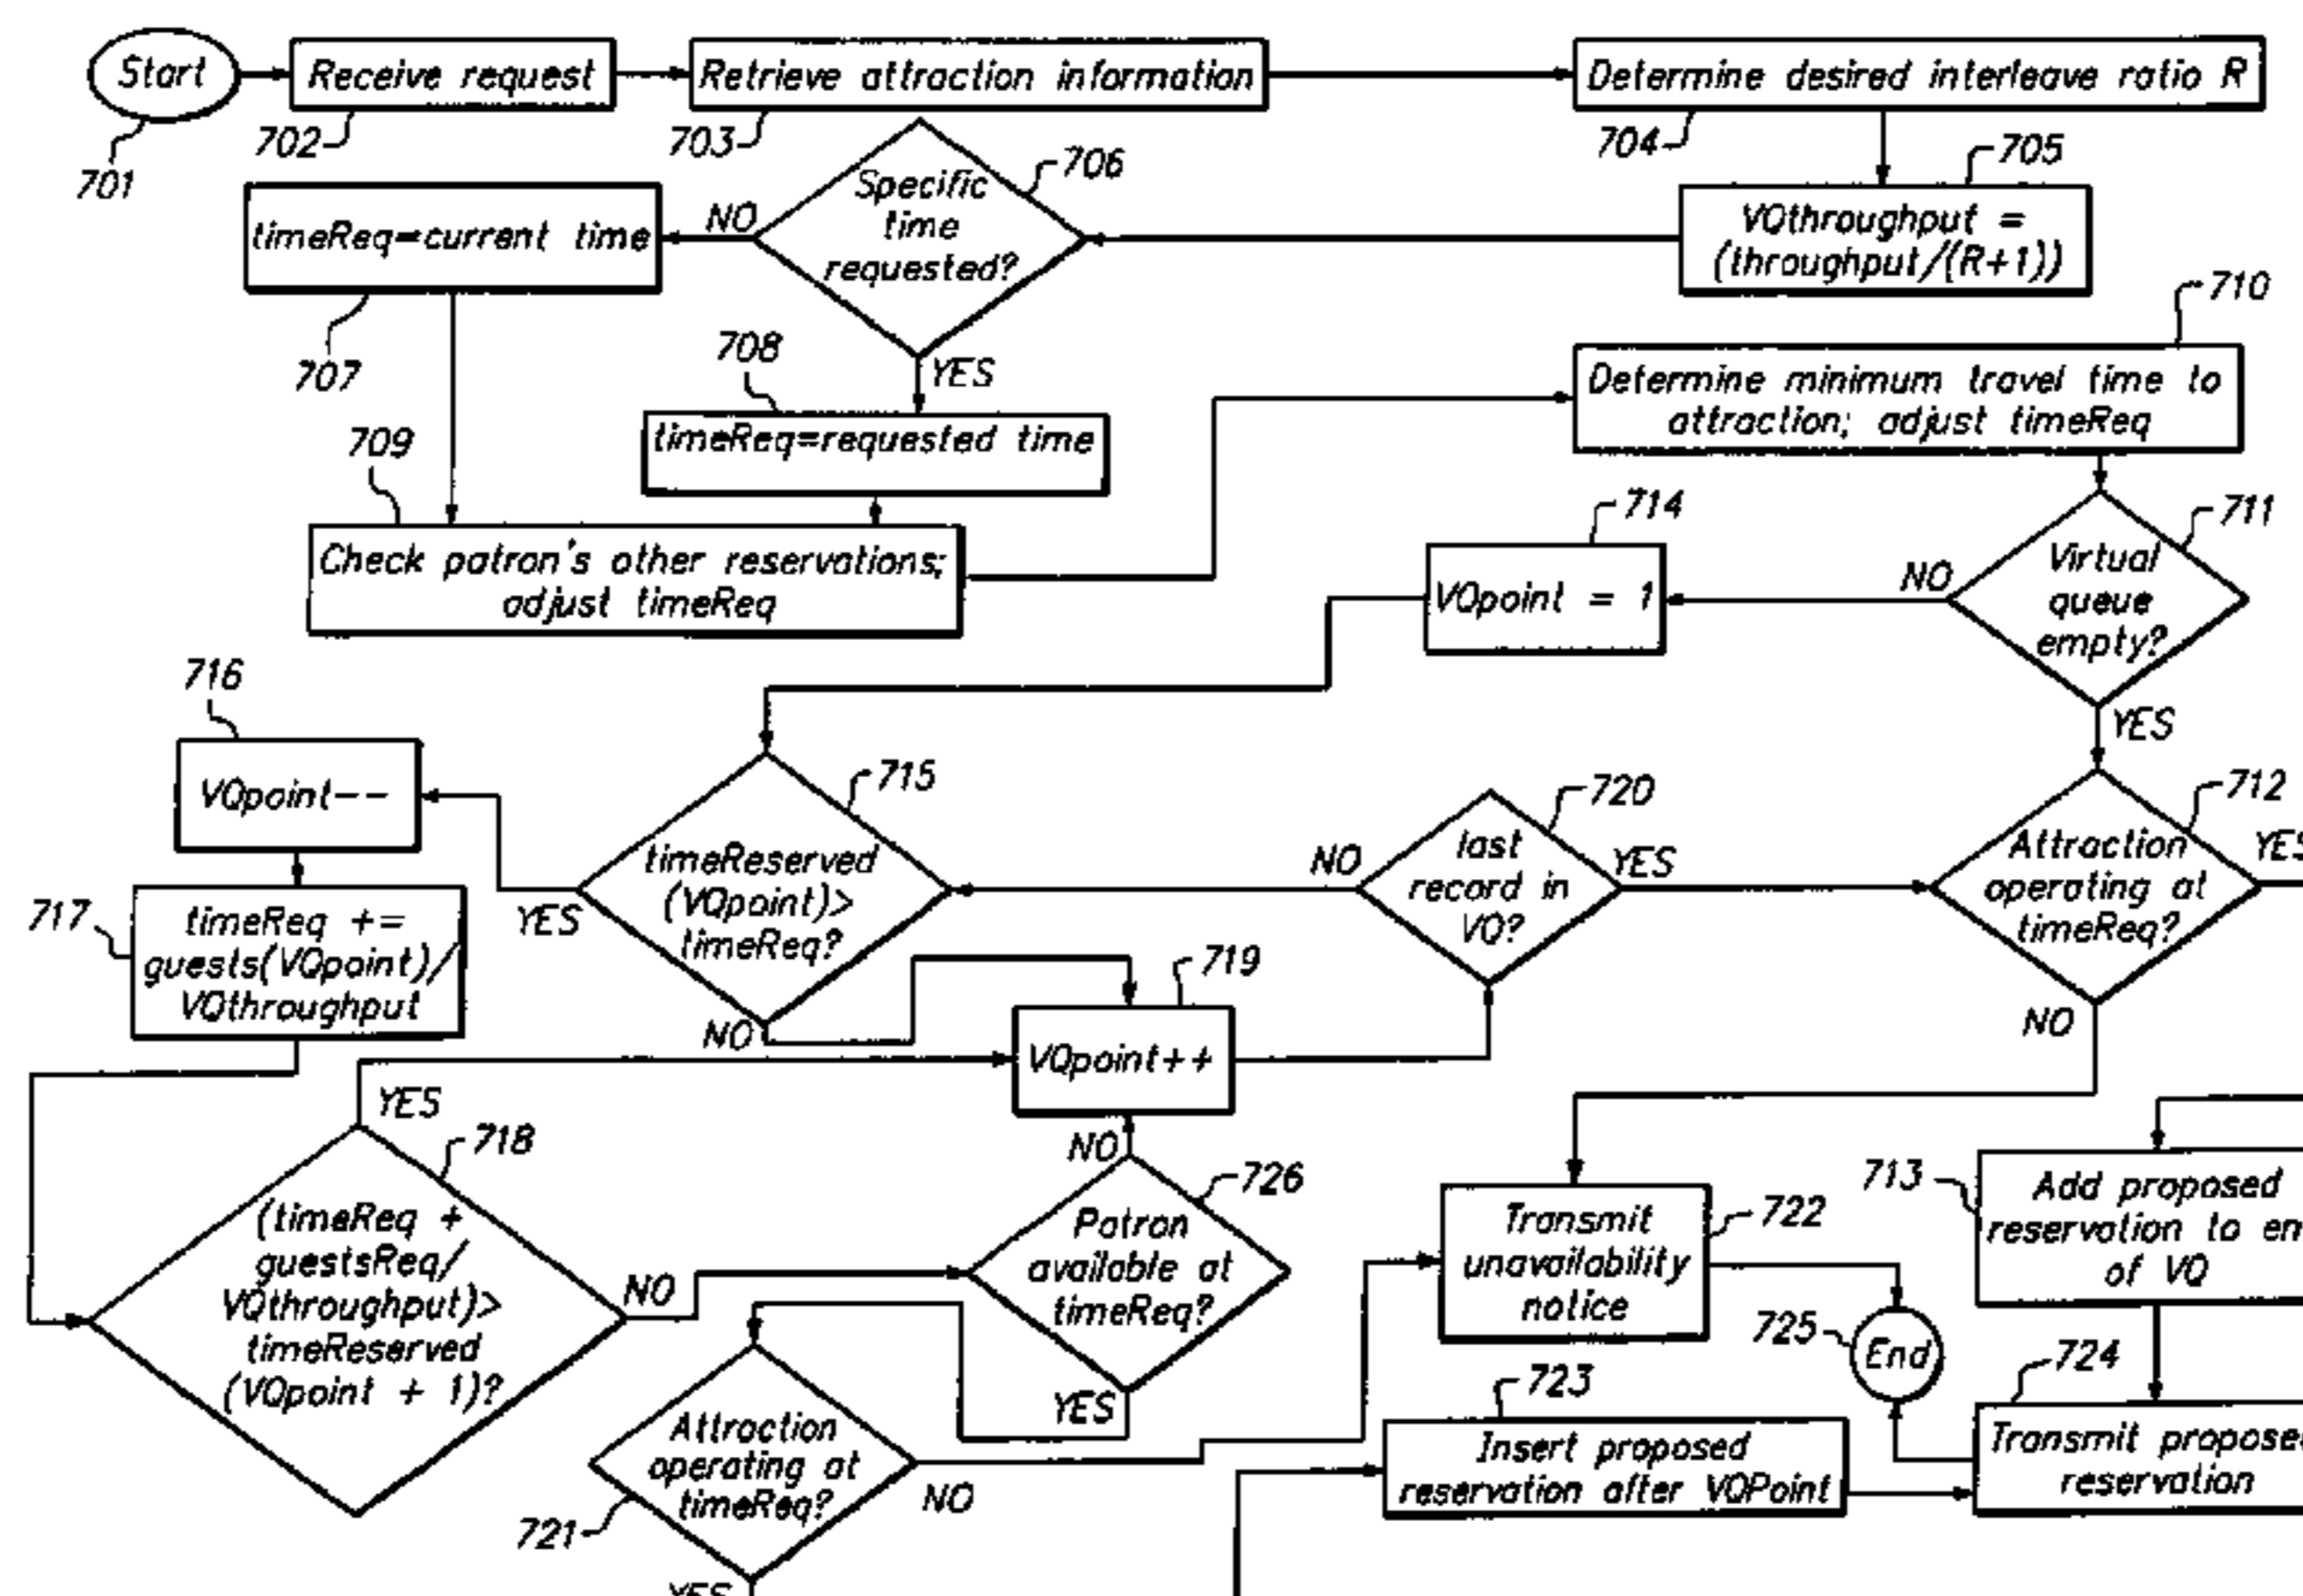 Start
701
Receive request
702
Retrieve attraction information
703
Determine desired interleave ratio R
704
705
VQthroughput =
(throughput/(R+1))
706
Specific
time
requested?
NO
YES
timeReq=current time
707
708
timeReq=requested time
709
Check patron's other reservations;
adjust timeReq
710
Determine minimum travel time to
attraction; adjust timeReq
711
Virtual
queue
empty?
NO
YES
714
VQpoint = 1
715
timeReserved
(VQpoint)>
timeReq?
YES
NO
716
VQpoint--
717
timeReq +=
guests(VQpoint)/
VQthroughput
720
last
record in
VQ?
NO
YES
712
Attraction
operating at
timeReq?
YES
NO
719
VQpoint++
718
(timeReq +
guestsReq/
VQthroughput)>
timeReserved
(VQpoint + 1)?
YES
NO
726
Patron
available at
timeReq?
NO
YES
721
Attraction
operating at
timeReq?
NO
YES
722
Transmit
unavailability
notice
713
Add proposed
reservation to en
of VQ
725
End
723
Insert proposed
reservation after VQPoint
724
Transmit propose
reservation